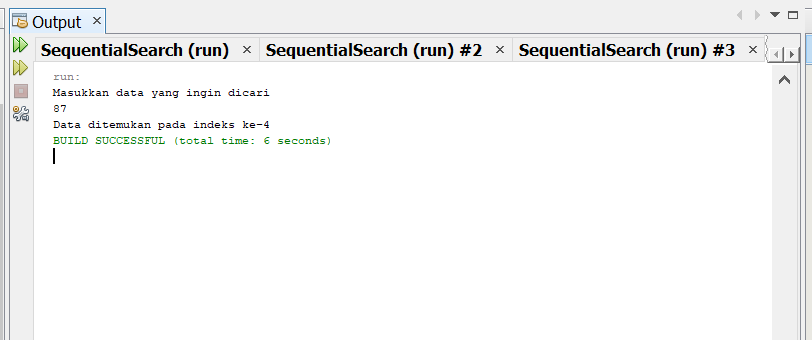 Output ×
SequentialSearch (run) × SequentialSearch (run) #2 × SequentialSearch (run) #3 ×
run:
Masukkan data yang ingin dicari
87
Data ditemukan pada indeks ke-4
BUILD SUCCESSFUL (total time: 6 seconds)